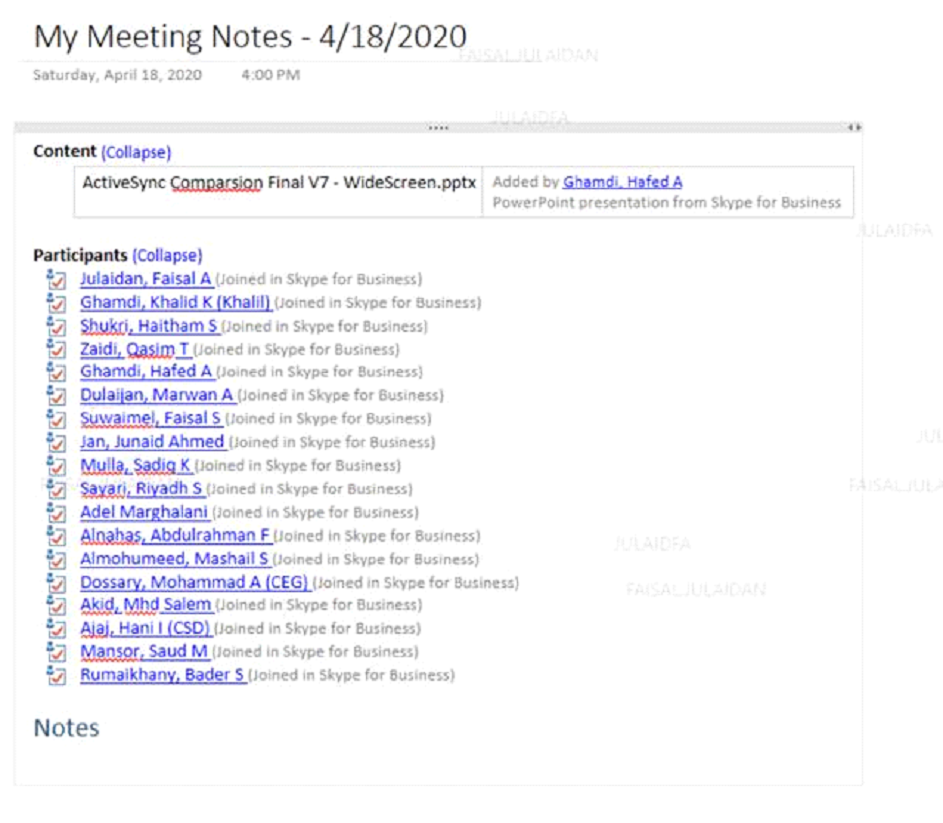 My Meeting Notes - 4/18/2020
FAISALJULAIDAN
Saturday, April 18, 2020 4:00 PM
JULAIDFA
Content (Collapse)
ActiveSync Comparsion Final V7 - WideScreen.pptx
Added by Ghamdi, Hafed A
PowerPoint presentation from Skype for Business
JULAIDFA
Participants (Collapse)
Julaidan, Faisal A (Joined in Skype for Business)
Ghamdi, Khalid K (Khalil) (Joined in Skype for Business)
Shukri, Haitham S (Joined in Skype for Business)
Zaidi, Qasim T (Joined in Skype for Business)
Ghamdi, Hafed A (Joined in Skype for Business)
Dulaijan, Marwan A (Joined in Skype for Business)
Suwaimel, Faisal S (Joined in Skype for Business)
Jan, Junaid Ahmed (Joined in Skype for Business)
JUL
Mulla, Sadiq K (Joined in Skype for Business)
Sayari, Riyadh S (Joined in Skype for Business)
FAISALJULA
Adel Marghalani (Joined in Skype for Business)
Alnahas, Abdulrahman F (Joined in Skype for Business)
JULAIDFA
Almohumeed, Mashail S (Joined in Skype for Business)
Dossary, Mohammad A (CEG) (Joined in Skype for Business)
FAISALJULAIDAN
Akid, Mhd Salem (Joined in Skype for Business)
Ajaj, Hani I (CSD) (Joined in Skype for Business)
Mansor, Saud M (Joined in Skype for Business)
Rumaikhany, Bader S (Joined in Skype for Business)
Notes